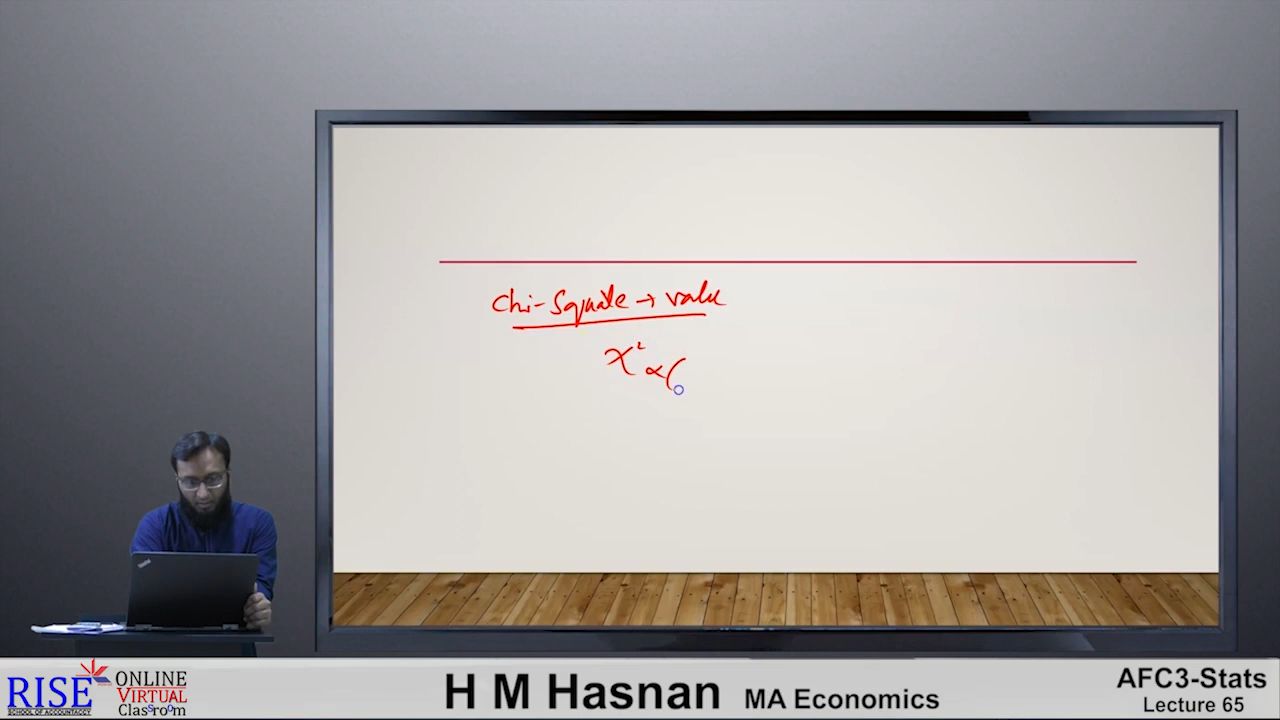 Chi-Square → value
χ² α(
RISE
SCHOOL OF ACCOUNTANCY
ONLINE
VIRTUAL
Classroom
H M Hasnan MA Economics
AFC3-Stats
Lecture 65